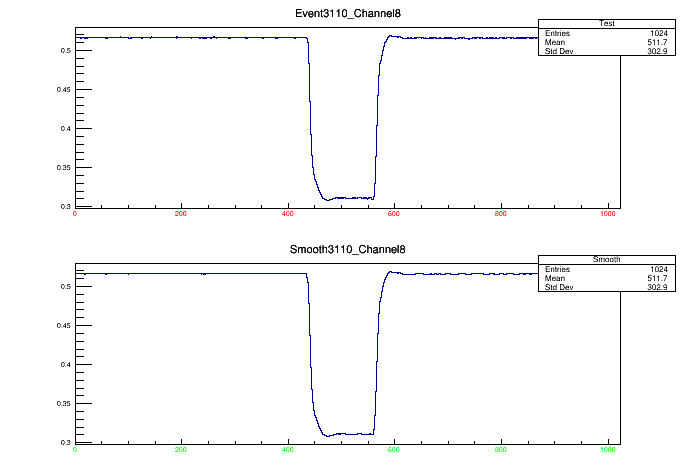 Event3110_Channel8
Test
Entries 1024
Mean 511.7
Std Dev 302.9
0.5
0.45
0.4
0.35
0.3
0 200 400 600 800 1000
Smooth3110_Channel8
Smooth
Entries 1024
Mean 511.7
Std Dev 302.9
0.5
0.45
0.4
0.35
0.3
0 200 400 600 800 1000